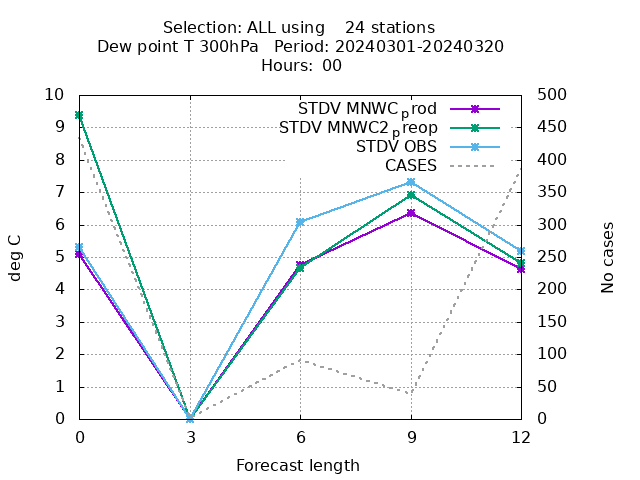 Selection: ALL using    24 stations
Dew point T 300hPa   Period: 20240301-20240320
Hours: 00
10 500
STDV MNWC_prod
9 450
STDV MNWC2_preop
STDV OBS
8 400
CASES
7 350
6 300
5 250
4 200
3 150
2 100
1 50
0 0
deg C
No cases
0 3 6 9 12
Forecast length